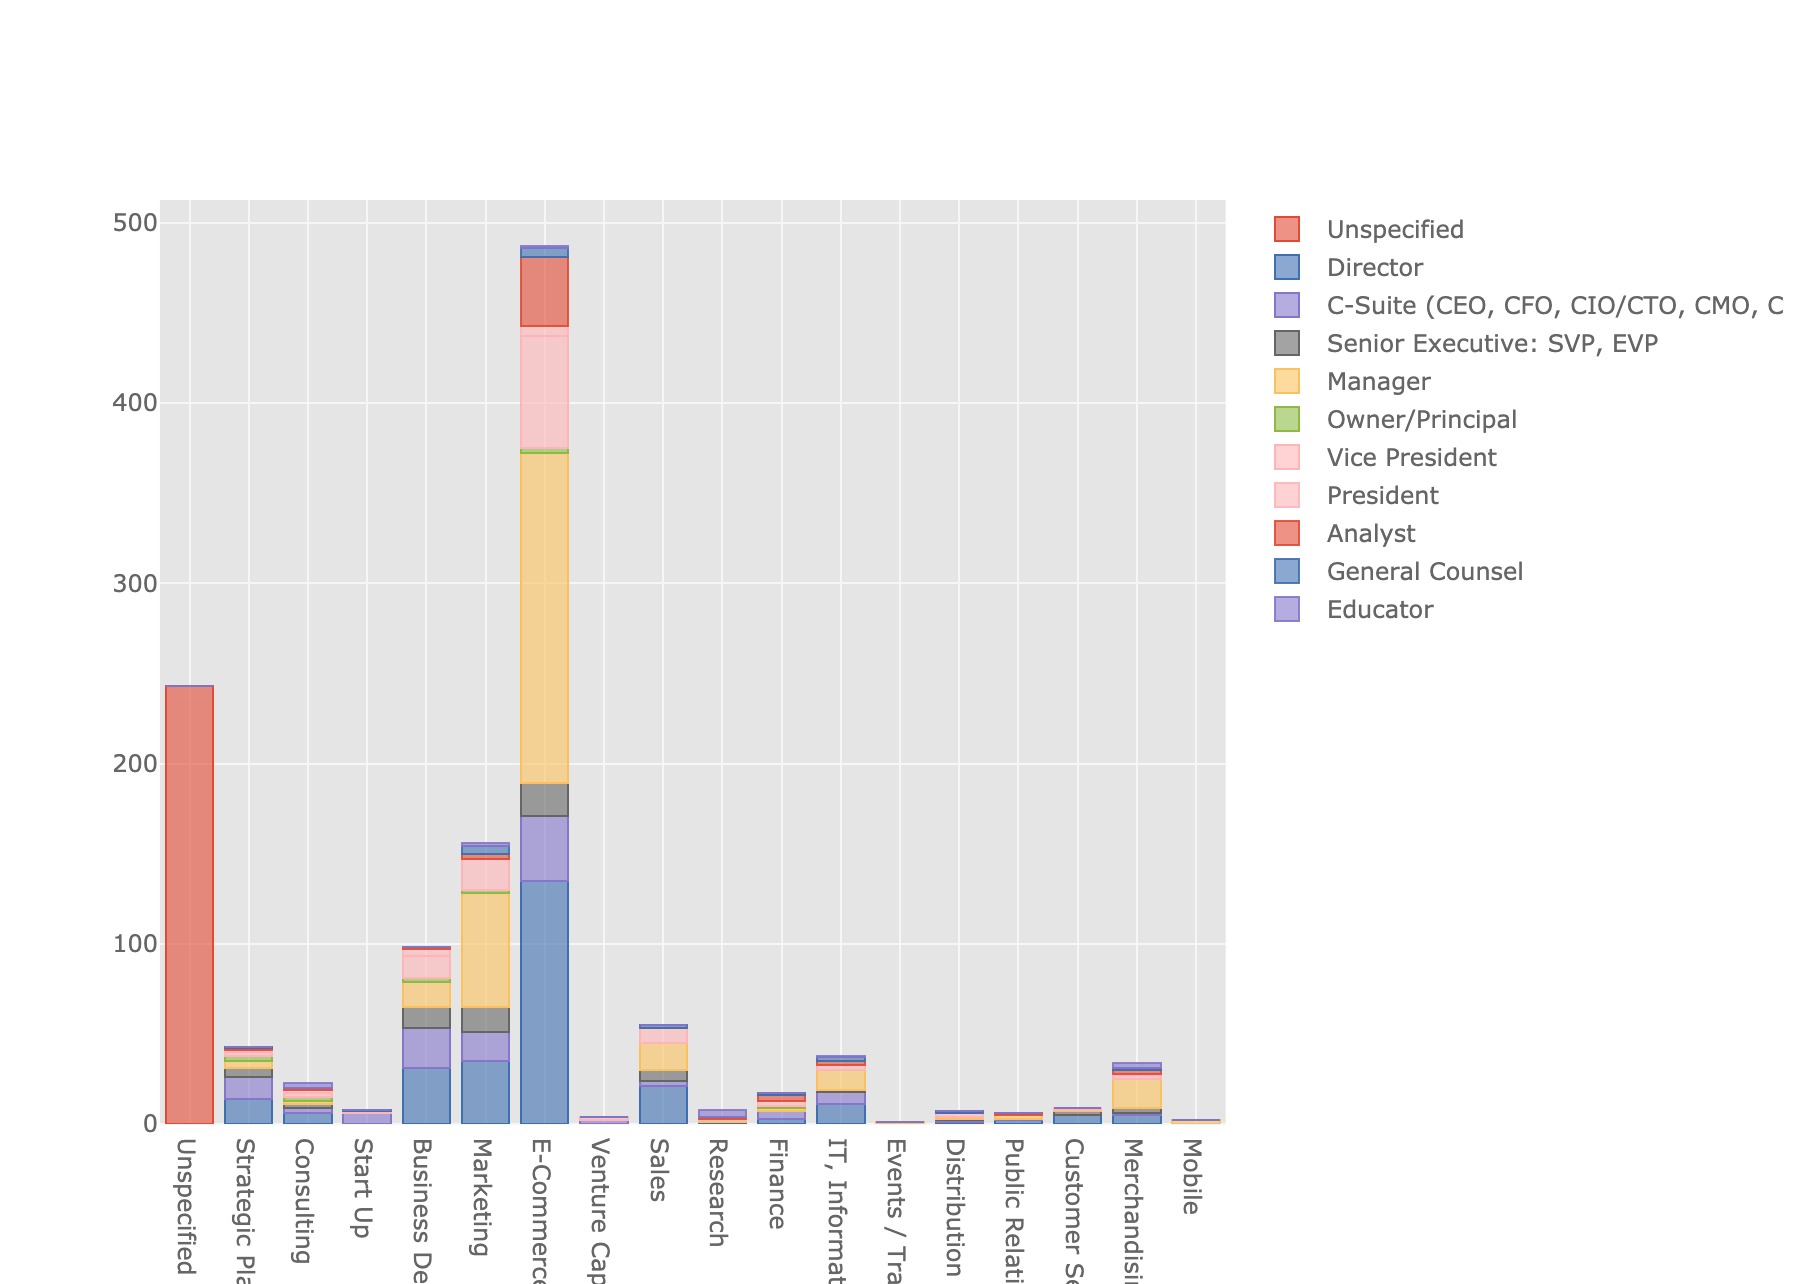 500
400
300
200
100
0
Unspecified
Strategic Pla
Consulting
Start Up
Business De
Marketing
E-Commerce
Venture Cap
Sales
Research
Finance
IT, Informat
Events / Tra
Distribution
Public Relati
Customer Se
Merchandisi
Mobile
Unspecified
Director
C-Suite (CEO, CFO, CIO/CTO, CMO, C
Senior Executive: SVP, EVP
Manager
Owner/Principal
Vice President
President
Analyst
General Counsel
Educator